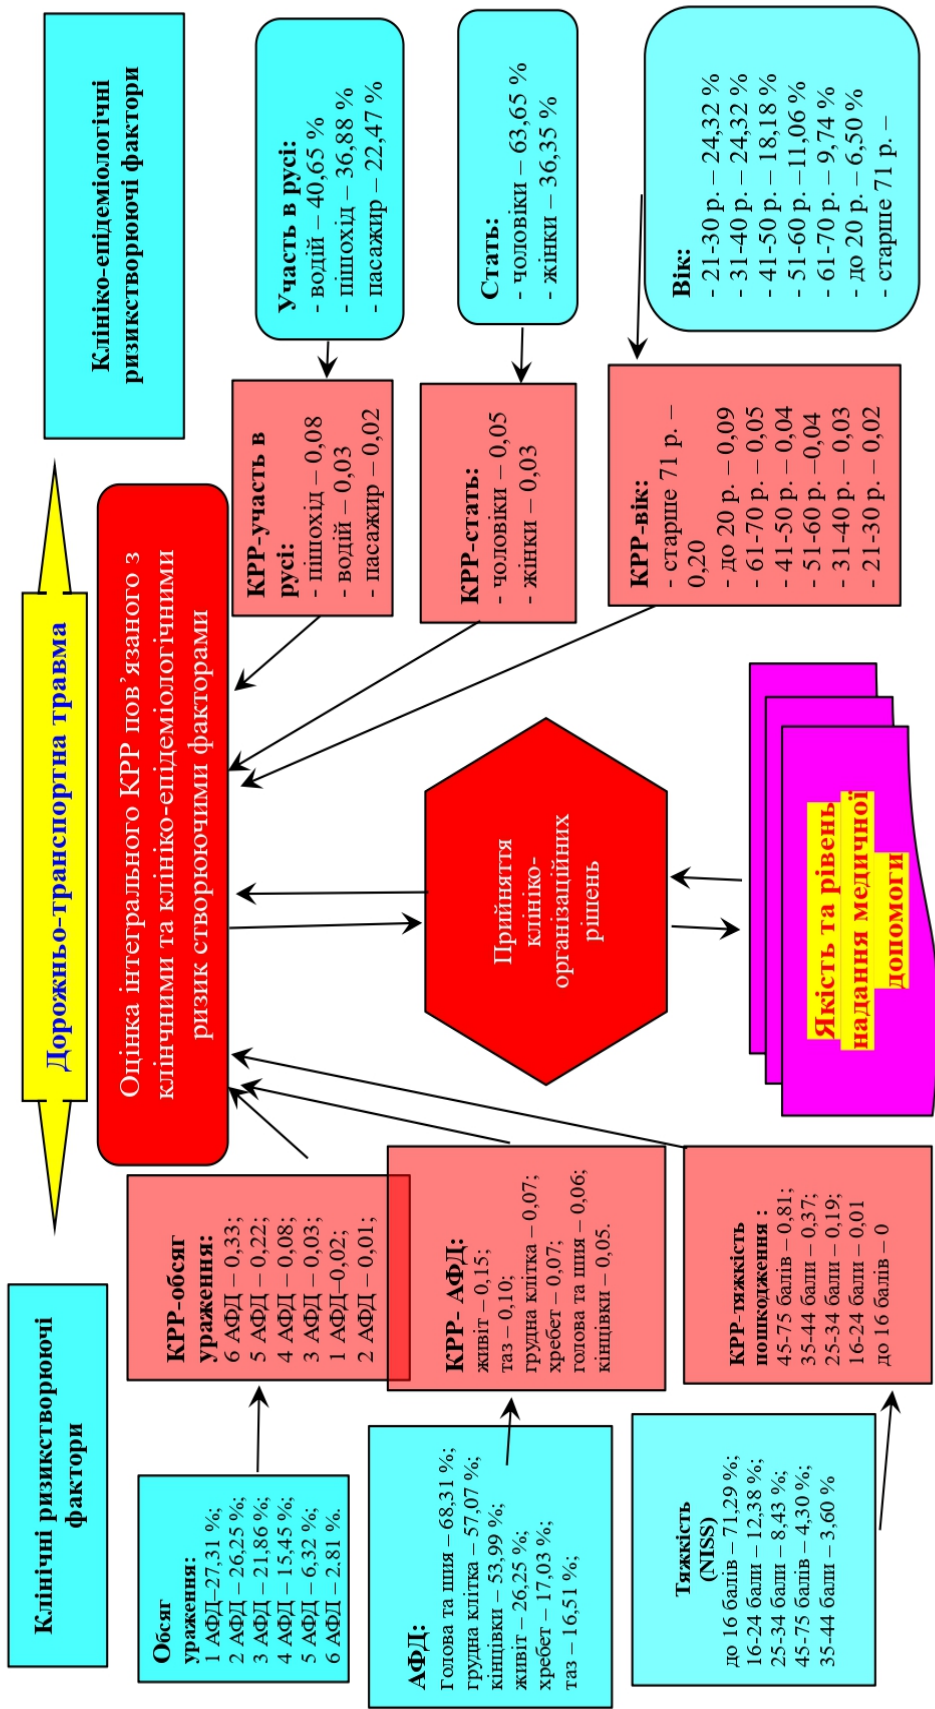 Дорожньо-транспортна травма
Клінічні ризикстворюючі
фактори
Клініко-епідеміологічні
ризикстворюючі фактори
Оцінка інтегрального КРР пов’язаного з
клінчними та клініко-епідеміологічними
ризик створюючими факторами
Обсяг
ураження:
1 АФД–27,31 %;
2 АФД – 26,25 %;
3 АФД – 21,86 %;
4 АФД – 15,45 %;
5 АФД – 6,32 %;
6 АФД – 2,81 %.
КРР-обсяг
ураження:
6 АФД – 0,33;
5 АФД – 0,22;
4 АФД – 0,08;
3 АФД – 0,03;
1 АФД–0,02;
2 АФД – 0,01;
АФД:
Голова та шия – 68,31 %;
грудна клітка – 57,07 %;
кінцівки – 53,99 %;
живіт – 26,25 %;
хребет – 17,03 %;
таз – 16,51 %;
КРР- АФД:
живіт – 0,15;
таз – 0,10;
грудна клітка – 0,07;
хребет – 0,07;
голова та шия – 0,06;
кінцівки – 0,05.
Тяжкість
(NISS)
до 16 балів – 71,29 %;
16-24 бали – 12,38 %;
25-34 бали – 8,43 %;
45-75 балів – 4,30 %;
35-44 бали – 3,60 %
КРР-тяжкість
пошкодження :
45-75 балів – 0,81;
35-44 бали – 0,37;
25-34 бали – 0,19;
16-24 бали – 0,01
до 16 балів – 0
Прийняття
клініко-
організаційних
рішень
Якість та рівень
надання медичної
допомоги
КРР-участь в
русі:
- пішохід – 0,08
- водій – 0,03
- пасажир – 0,02
Участь в русі:
- водій – 40,65 %
- пішохід – 36,88 %
- пасажир – 22,47 %
КРР-стать:
- чоловіки – 0,05
- жінки – 0,03
Стать:
- чоловіки – 63,65 %
- жінки – 36,35 %
КРР-вік:
- старше 71 р. –
0,20
- до 20 р. – 0,09
- 61-70 р. – 0,05
- 41-50 р. – 0,04
- 51-60 р. –0,04
- 31-40 р. – 0,03
- 21-30 р. – 0,02
Вік:
- 21-30 р. – 24,32 %
- 31-40 р. – 24,32 %
- 41-50 р. – 18,18 %
- 51-60 р. –11,06 %
- 61-70 р. – 9,74 %
- до 20 р. – 6,50 %
- старше 71 р. –